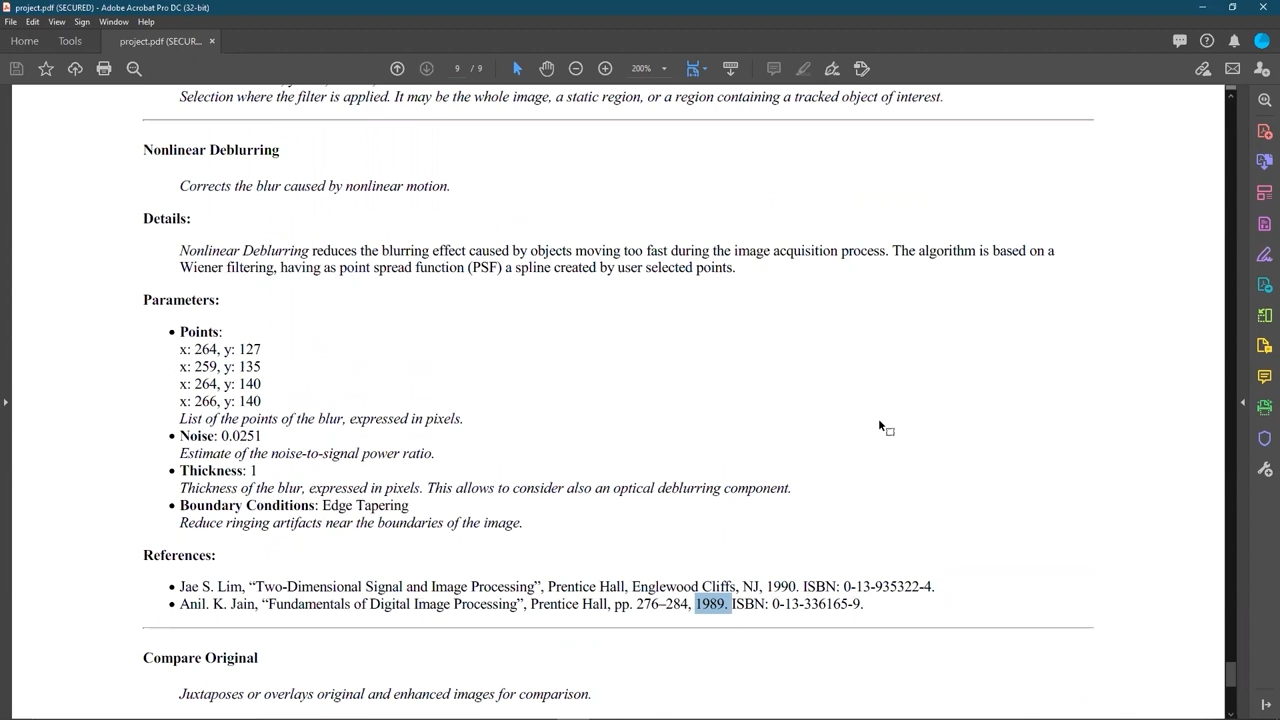 project.pdf (SECURED) - Adobe Acrobat Pro DC (32-bit)
File Edit View Sign Window Help
Home Tools project.pdf (SECUR... ×
9 / 9 200%
Selection where the filter is applied. It may be the whole image, a static region, or a region containing a tracked object of interest.
Nonlinear Deblurring
Corrects the blur caused by nonlinear motion.
Details:
Nonlinear Deblurring reduces the blurring effect caused by objects moving too fast during the image acquisition process. The algorithm is based on a
Wiener filtering, having as point spread function (PSF) a spline created by user selected points.
Parameters:
• Points:
x: 264, y: 127
x: 259, y: 135
x: 264, y: 140
x: 266, y: 140
List of the points of the blur, expressed in pixels.
• Noise: 0.0251
Estimate of the noise-to-signal power ratio.
• Thickness: 1
Thickness of the blur, expressed in pixels. This allows to consider also an optical deblurring component.
• Boundary Conditions: Edge Tapering
Reduce ringing artifacts near the boundaries of the image.
References:
• Jae S. Lim, “Two-Dimensional Signal and Image Processing”, Prentice Hall, Englewood Cliffs, NJ, 1990. ISBN: 0-13-935322-4.
• Anil. K. Jain, “Fundamentals of Digital Image Processing”, Prentice Hall, pp. 276–284, 1989. ISBN: 0-13-336165-9.
Compare Original
Juxtaposes or overlays original and enhanced images for comparison.